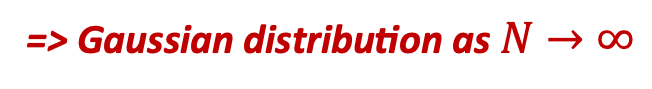 => Gaussian distribution as N → ∞